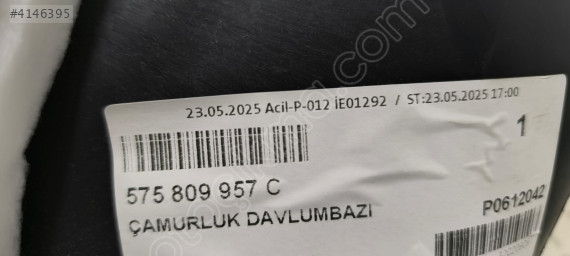 #4146395
23.05.2025 Acil-P-012 İE01292 / ST:23.05.2025 17:00
1
575 809 957 C
ÇAMURLUK DAVLUMBAZI
P0612042